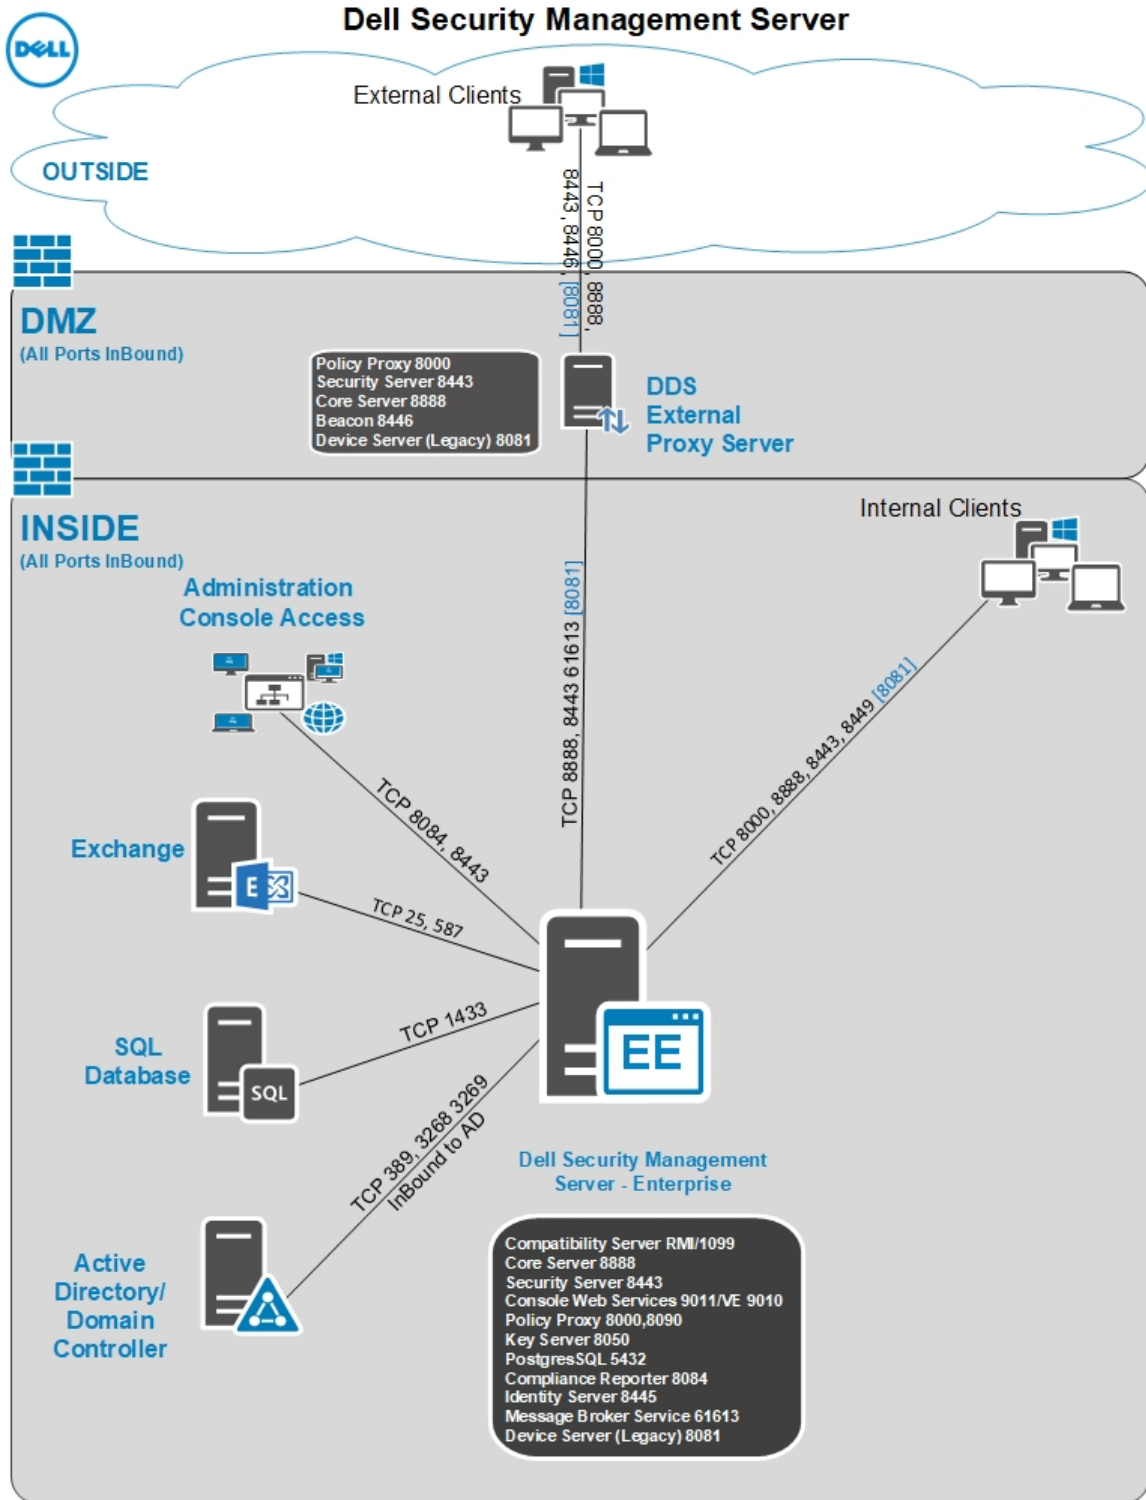 Dell Security Management Server
DELL
External Clients
OUTSIDE
TCP 8000, 8888,
8443, 8446, [8081]
DMZ
(All Ports InBound)
Policy Proxy 8000
Security Server 8443
Core Server 8888
Beacon 8446
Device Server (Legacy) 8081
DDS
External
Proxy Server
INSIDE
(All Ports InBound)
Internal Clients
Administration
Console Access
TCP 8888, 8443 61613 [8081]
TCP 8000, 8888, 8443, 8449 [8081]
TCP 8084, 8443
Exchange
E
TCP 25, 587
SQL
Database
SQL
TCP 1433
EE
TCP 389, 3268 3269
InBound to AD
Dell Security Management
Server - Enterprise
Active
Directory/
Domain
Controller
Compatibility Server RMI/1099
Core Server 8888
Security Server 8443
Console Web Services 9011/VE 9010
Policy Proxy 8000,8090
Key Server 8050
PostgresSQL 5432
Compliance Reporter 8084
Identity Server 8445
Message Broker Service 61613
Device Server (Legacy) 8081